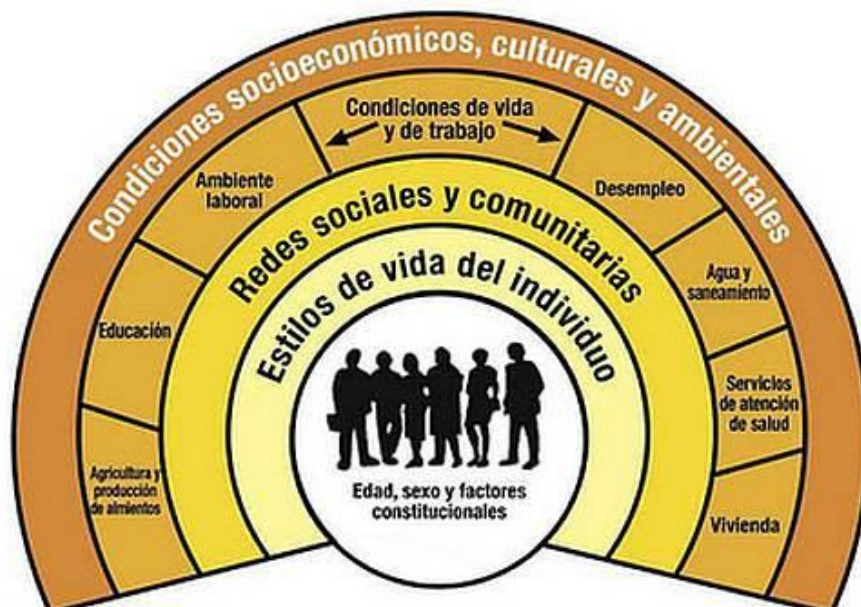 Condiciones socioeconómicos, culturales y ambientales
Condiciones de vida
y de trabajo
Ambiente
laboral
Desempleo
Redes sociales y comunitarias
Agua y
saneamiento
Estilos de vida del individuo
Educación
Servicios
de atención
de salud
Agricultura y
producción
de almientos
Edad, sexo y factores
constitucionales
Vivienda